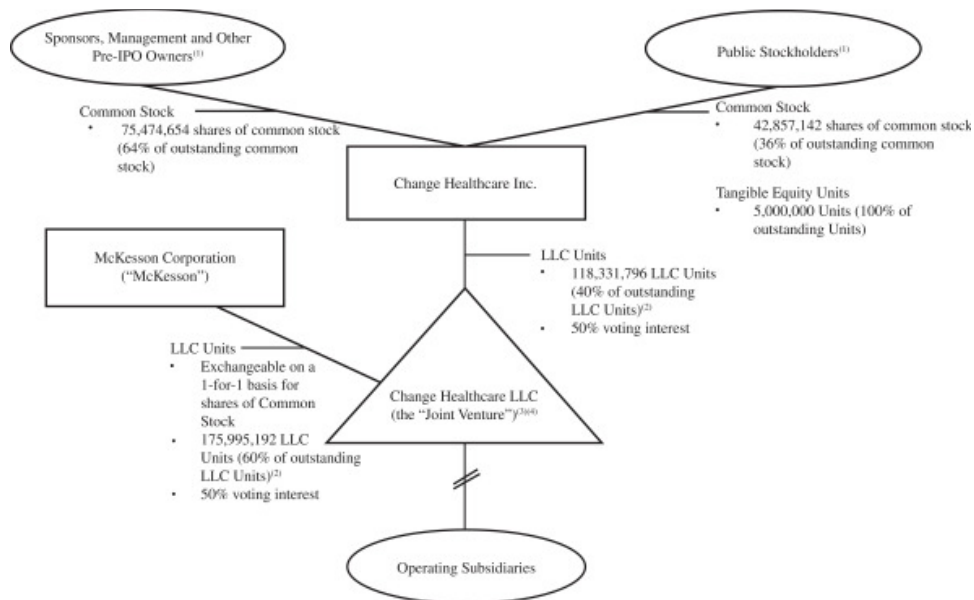 Sponsors, Management and Other
Pre-IPO Owners(1)
Public Stockholders(1)
Common Stock
• 75,474,654 shares of common stock
(64% of outstanding common
stock)
Common Stock
• 42,857,142 shares of common stock
(36% of outstanding common
stock)
Tangible Equity Units
• 5,000,000 Units (100% of
outstanding Units)
Change Healthcare Inc.
McKesson Corporation
(“McKesson”)
LLC Units
• 118,331,796 LLC Units
(40% of outstanding
LLC Units)(2)
• 50% voting interest
LLC Units
• Exchangeable on a
1-for-1 basis for
shares of Common
Stock
• 175,995,192 LLC
Units (60% of outstanding
LLC Units)(2)
• 50% voting interest
Change Healthcare LLC
(the “Joint Venture”)(3)(4)
Operating Subsidiaries